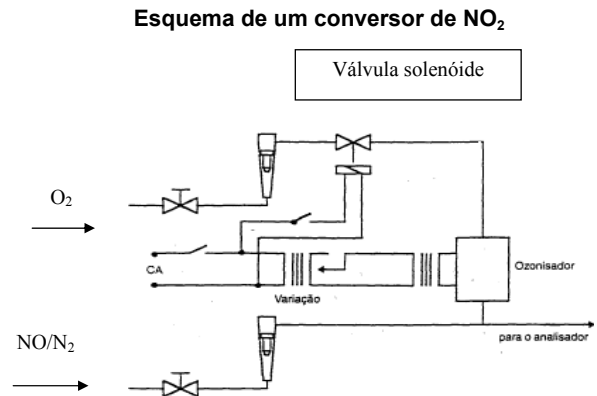 Esquema de um conversor de NO₂
Válvula solenóide
O₂
CA
Variação
Ozonisador
NO/N₂
para o analisador